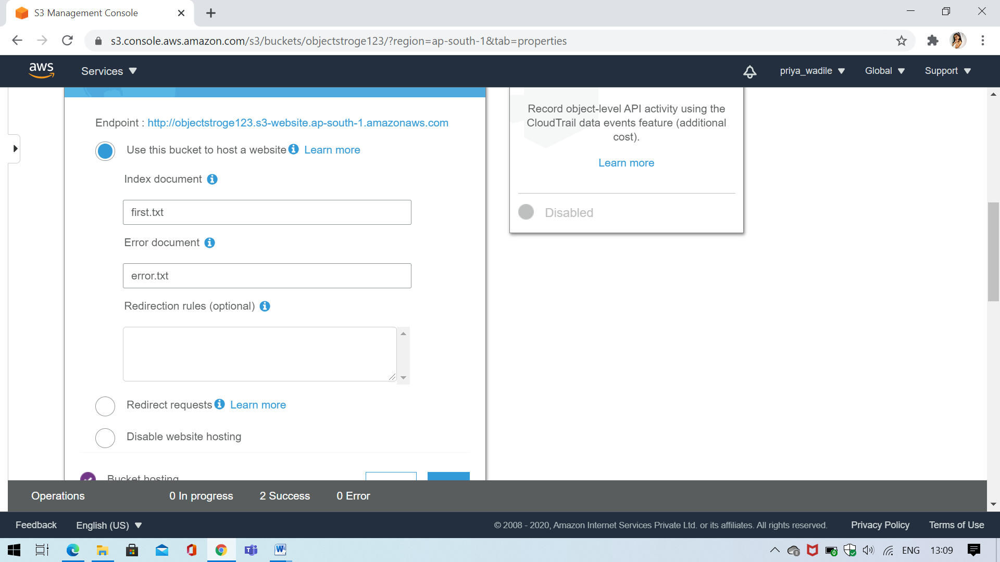 S3 Management Console
s3.console.aws.amazon.com/s3/buckets/objectstroge123/?region=ap-south-1&tab=properties
aws
Services
priya_wadile
Global
Support
Endpoint : http://objectstroge123.s3-website.ap-south-1.amazonaws.com
Use this bucket to host a website
Learn more
Index document
first.txt
Error document
error.txt
Redirection rules (optional)
Redirect requests
Learn more
Disable website hosting
Bucket hosting
Record object-level API activity using the
CloudTrail data events feature (additional
cost).
Learn more
Disabled
Operations
0 In progress
2 Success
0 Error
Feedback
English (US)
© 2008 - 2020, Amazon Internet Services Private Ltd. or its affiliates. All rights reserved.
Privacy Policy
Terms of Use
ENG
13:09